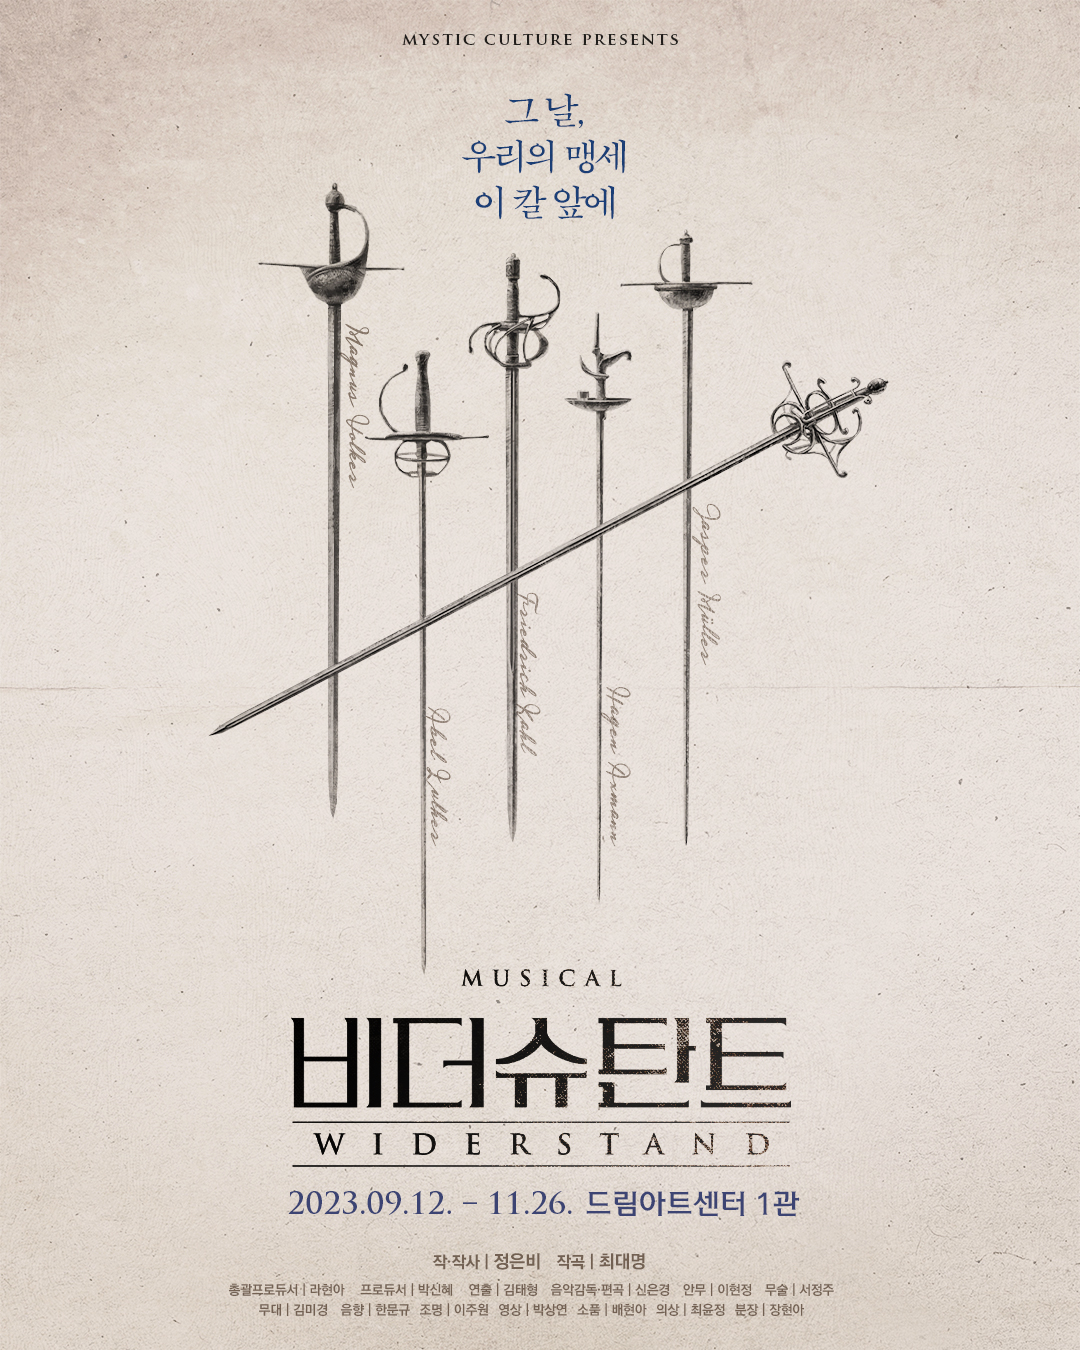 MYSTIC CULTURE PRESENTS
그 날,
우리의 맹세
이 칼 앞에
Magnus Volker
Abel Luther
Friedrich Kahl
Hagen Axmann
Jasper Müller
MUSICAL
비더슈탄트
WIDERSTAND
2023.09.12. – 11.26. 드림아트센터 1관
작·작사 | 정은비 작곡 | 최대명
총괄프로듀서 | 라현아 프로듀서 | 박신혜 연출 | 김태형 음악감독·편곡 | 신은경 안무 | 이현정 무술 | 서정주
무대 | 김미경 음향 | 한문규 조명 | 이주원 영상 | 박상연 소품 | 배현아 의상 | 최윤정 분장 | 장현아